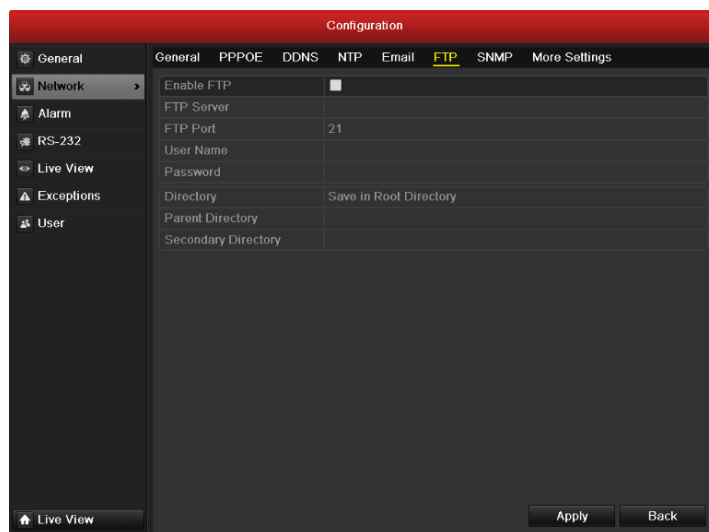 Configuration
General
Network
Alarm
RS-232
Live View
Exceptions
User
Live View
General PPPOE DDNS NTP Email FTP SNMP More Settings
Enable FTP
FTP Server
FTP Port 21
User Name
Password
Directory Save in Root Directory
Parent Directory
Secondary Directory
Apply Back